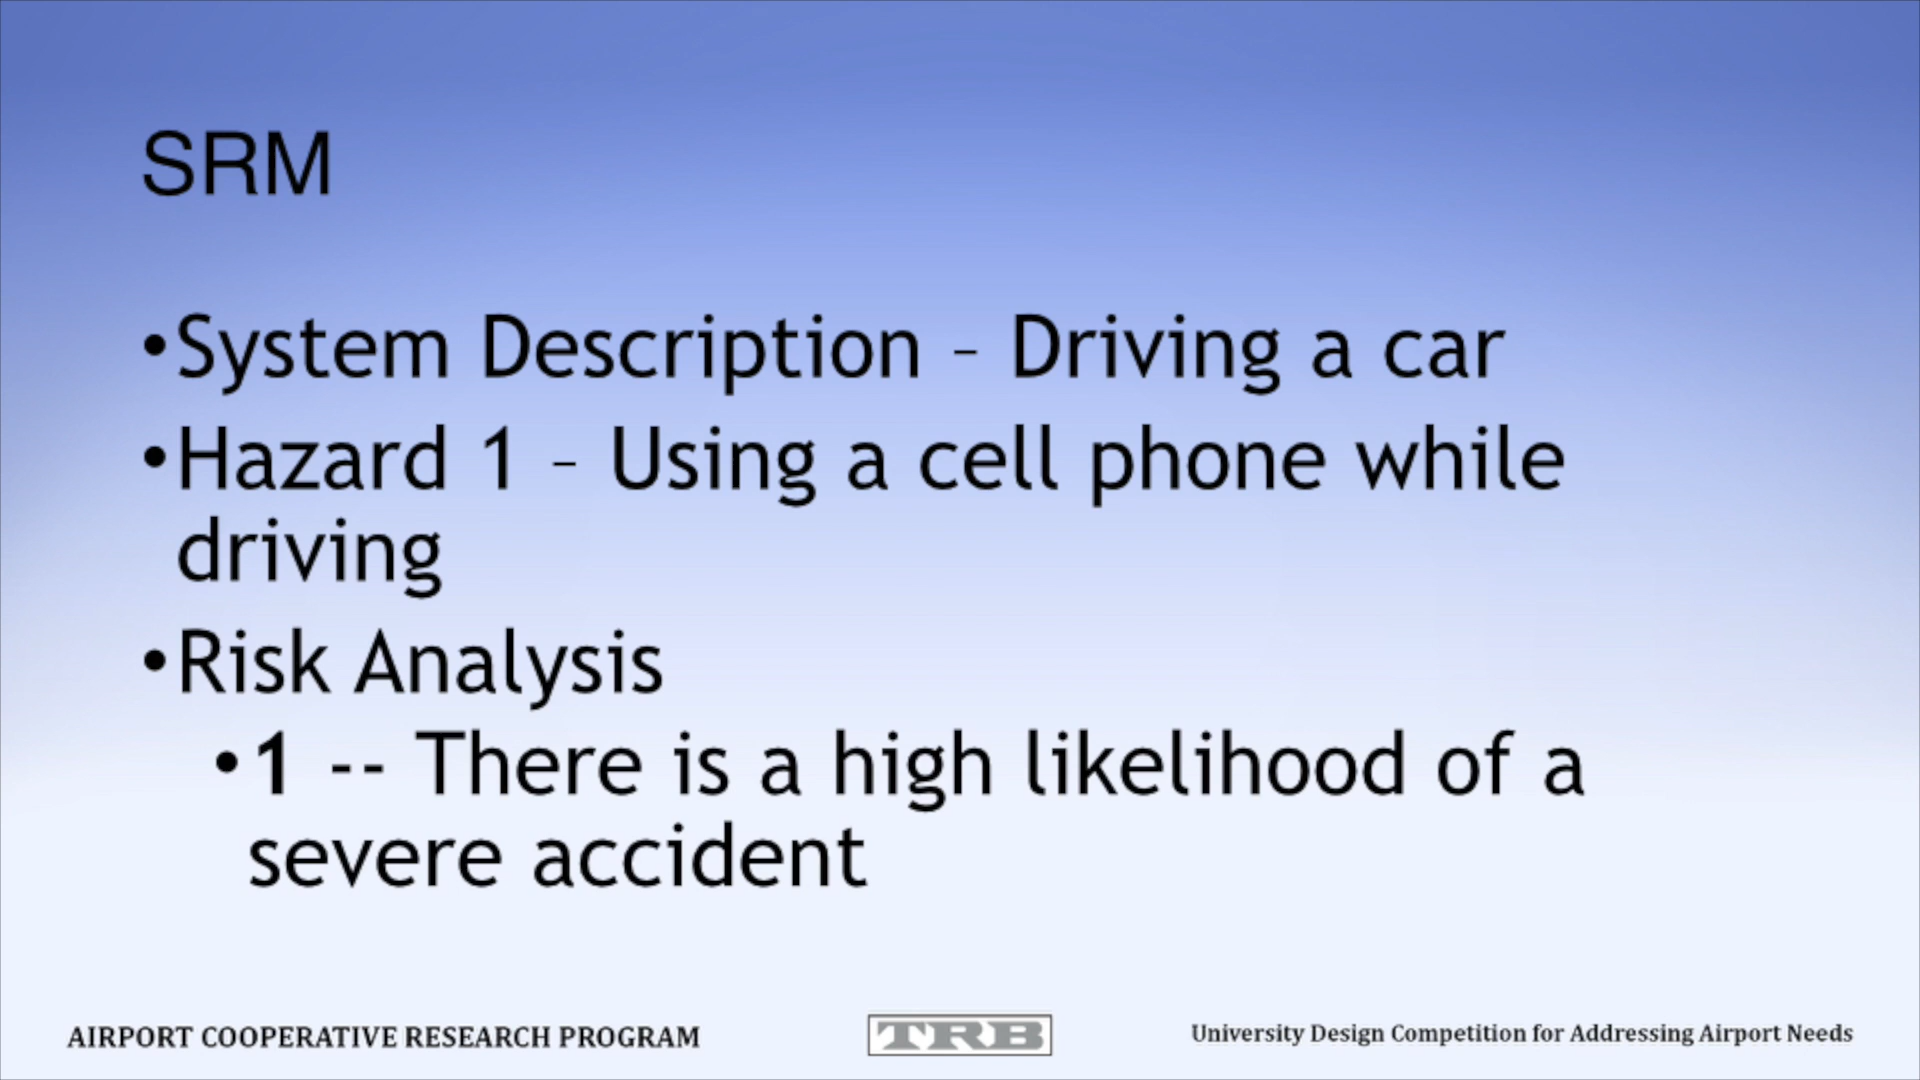 SRM
•System Description – Driving a car
•Hazard 1 – Using a cell phone while
driving
•Risk Analysis
•1 -- There is a high likelihood of a
severe accident
AIRPORT COOPERATIVE RESEARCH PROGRAM
TRB
University Design Competition for Addressing Airport Needs